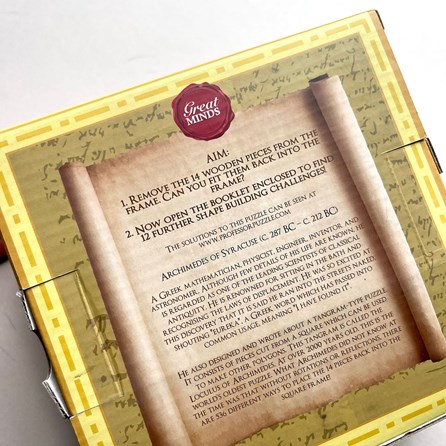 Great
MINDS
AIM:
1. REMOVE THE 14 WOODEN PIECES FROM THE
FRAME. CAN YOU FIT THEM BACK INTO THE
FRAME?
2. NOW OPEN THE BOOKLET ENCLOSED TO FIND
12 FURTHER SHAPE BUILDING CHALLENGES!
THE SOLUTIONS TO THIS PUZZLE CAN BE SEEN AT
WWW.PROFESSORPUZZLE.COM
ARCHIMEDES OF SYRACUSE (C. 287 BC – C. 212 BC)
A GREEK MATHEMATICIAN, PHYSICIST, ENGINEER, INVENTOR, AND
ASTRONOMER. ALTHOUGH FEW DETAILS OF HIS LIFE ARE KNOWN, HE
IS REGARDED AS ONE OF THE LEADING SCIENTISTS OF CLASSICAL
ANTIQUITY. HE IS RENOWNED FOR SITTING IN THE BATH AND
RECOGNISING THE LAWS OF DISPLACEMENT. HE WAS SO EXCITED AT
THIS DISCOVERY THAT IT IS SAID HE RAN INTO THE STREETS NAKED,
SHOUTING "EUREKA" A GREEK WORD WHICH HAS PASSED INTO
COMMON USAGE, MEANING "I HAVE FOUND IT"
HE ALSO DESIGNED AND WROTE ABOUT A TANGRAM-TYPE PUZZLE.
IT CONSISTS OF PIECES CUT FROM A SQUARE WHICH CAN BE USED
TO MAKE OTHER DESIGNS. THIS TANGRAM IS CALLED THE
LOCULUS OF ARCHIMEDES. AT OVER 2000 YEARS OLD, IT IS THE
WORLD'S OLDEST PUZZLE. WHAT ARCHIMEDES DID NOT KNOW AT
THE TIME WAS THAT WITHOUT ROTATIONS OR REFLECTIONS, THERE
ARE 536 DIFFERENT WAYS TO PLACE THE 14 PIECES BACK INTO THE
SQUARE FRAME!